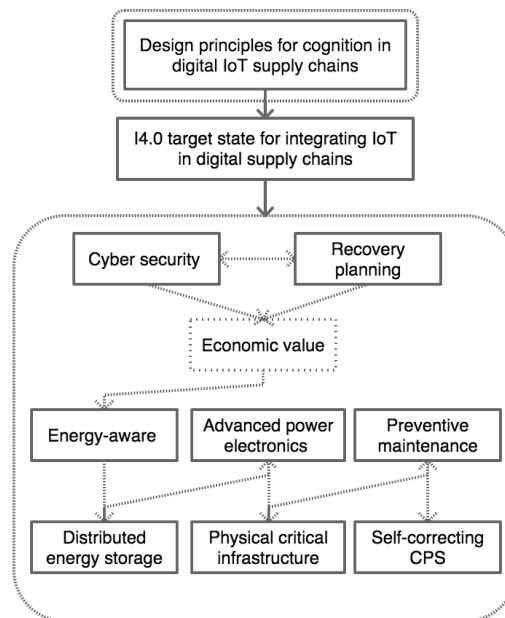 Design principles for cognition in
digital IoT supply chains
I4.0 target state for integrating IoT
in digital supply chains
Cyber security
Recovery
planning
Economic value
Energy-aware
Advanced power
electronics
Preventive
maintenance
Distributed
energy storage
Physical critical
infrastructure
Self-correcting
CPS